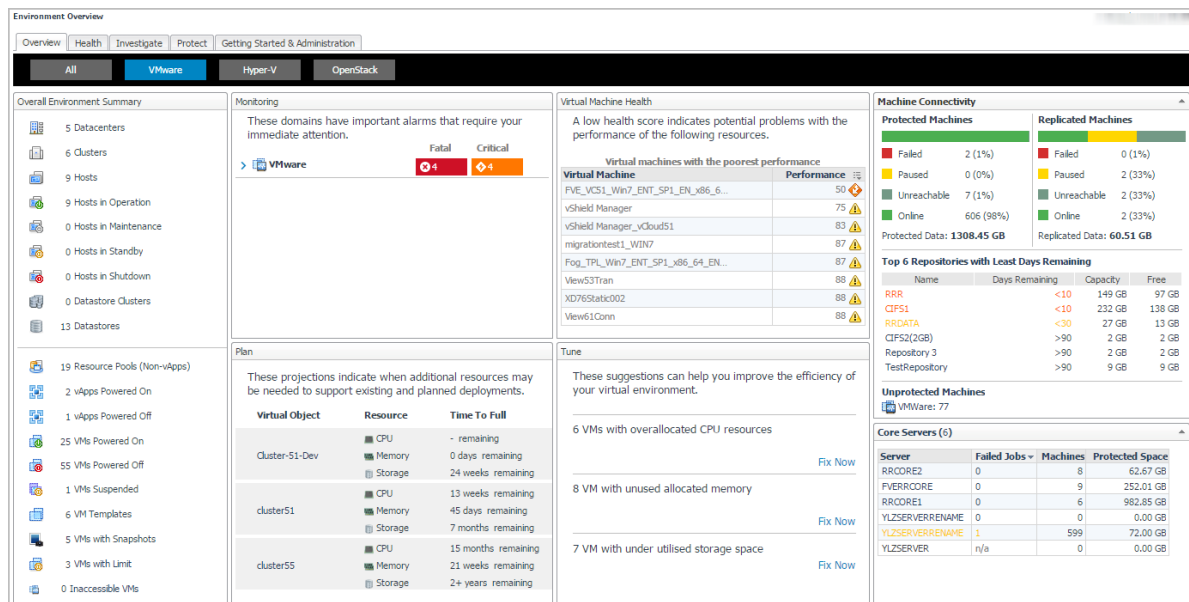 Environment Overview
Overview Health Investigate Protect Getting Started & Administration
All VMware Hyper-V OpenStack
Overall Environment Summary
5 Datacenters
6 Clusters
9 Hosts
9 Hosts in Operation
0 Hosts in Maintenance
0 Hosts in Standby
0 Hosts in Shutdown
0 Datastore Clusters
13 Datastores
19 Resource Pools (Non-vApps)
2 vApps Powered On
1 vApps Powered Off
25 VMs Powered On
55 VMs Powered Off
1 VMs Suspended
6 VM Templates
5 VMs with Snapshots
3 VMs with Limit
0 Inaccessible VMs
Monitoring
These domains have important alarms that require your
immediate attention.
Fatal Critical
VMware 4 4
Virtual Machine Health
A low health score indicates potential problems with the
performance of the following resources.
Virtual machines with the poorest performance
Virtual Machine Performance
FVE_VC51_Win7_ENT_SP1_EN_x86_6... 50
vShield Manager 75
vShield Manager_vCloud51 83
migrationtest1_WIN7 87
Fog_TPL_Win7_ENT_SP1_x86_64_EN... 87
View53Tran 88
XD76Static002 88
View61Conn 88
Plan
These projections indicate when additional resources may
be needed to support existing and planned deployments.
Virtual Object Resource Time To Full
Cluster-51-Dev
CPU - remaining
Memory 0 days remaining
Storage 24 weeks remaining
cluster51
CPU 13 weeks remaining
Memory 45 days remaining
Storage 7 months remaining
cluster55
CPU 15 months remaining
Memory 21 weeks remaining
Storage 2+ years remaining
Tune
These suggestions can help you improve the efficiency of
your virtual environment.
6 VMs with overallocated CPU resources
Fix Now
8 VM with unused allocated memory
Fix Now
7 VM with under utilised storage space
Fix Now
Machine Connectivity
Protected Machines
Failed 2 (1%)
Paused 0 (0%)
Unreachable 7 (1%)
Online 606 (98%)
Protected Data: 1308.45 GB
Replicated Machines
Failed 0 (1%)
Paused 2 (33%)
Unreachable 2 (33%)
Online 2 (33%)
Replicated Data: 60.51 GB
Top 6 Repositories with Least Days Remaining
Name Days Remaining Capacity Free
RRR <10 149 GB 97 GB
CIFS1 <10 232 GB 138 GB
RRDATA <30 27 GB 13 GB
CIFS2(2GB) >90 2 GB 2 GB
Repository 3 >90 2 GB 2 GB
TestRepository >90 9 GB 9 GB
Unprotected Machines
VMWare: 77
Core Servers (6)
Server Failed Jobs Machines Protected Space
RRCORE2 0 8 62.67 GB
FVERRCORE 0 9 252.01 GB
RRCORE1 0 6 982.85 GB
YLZSERVERRENAME 0 0 0.00 GB
YLZSERVERRENAME 1 599 72.00 GB
YLZSERVER n/a 0 0.00 GB